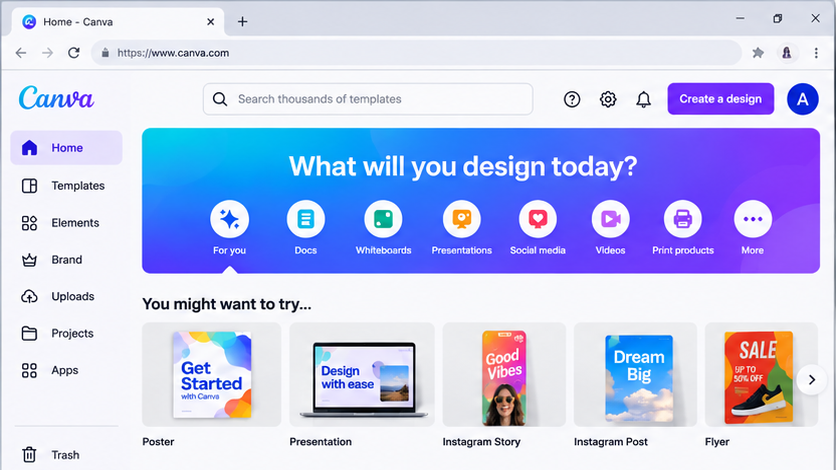 Home - Canva
https://www.canva.com
Canva
Search thousands of templates
Create a design
A
Home
Templates
Elements
Brand
Uploads
Projects
Apps
Trash
What will you design today?
For you
Docs
Whiteboards
Presentations
Social media
Videos
Print products
More
You might want to try...
Get
Started
with Canva
Poster
Design
with ease
Presentation
Good
Vibes
Instagram Story
Dream
Big
Instagram Post
SALE
UP TO
50% OFF
Flyer